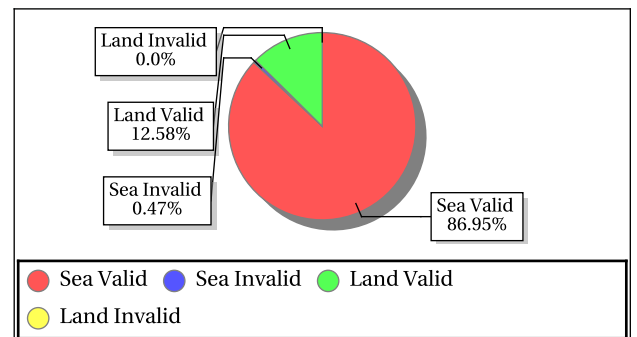 Land Invalid
0.0%
Land Valid
12.58%
Sea Invalid
0.47%
Sea Valid
86.95%
Sea Valid Sea Invalid Land Valid
Land Invalid